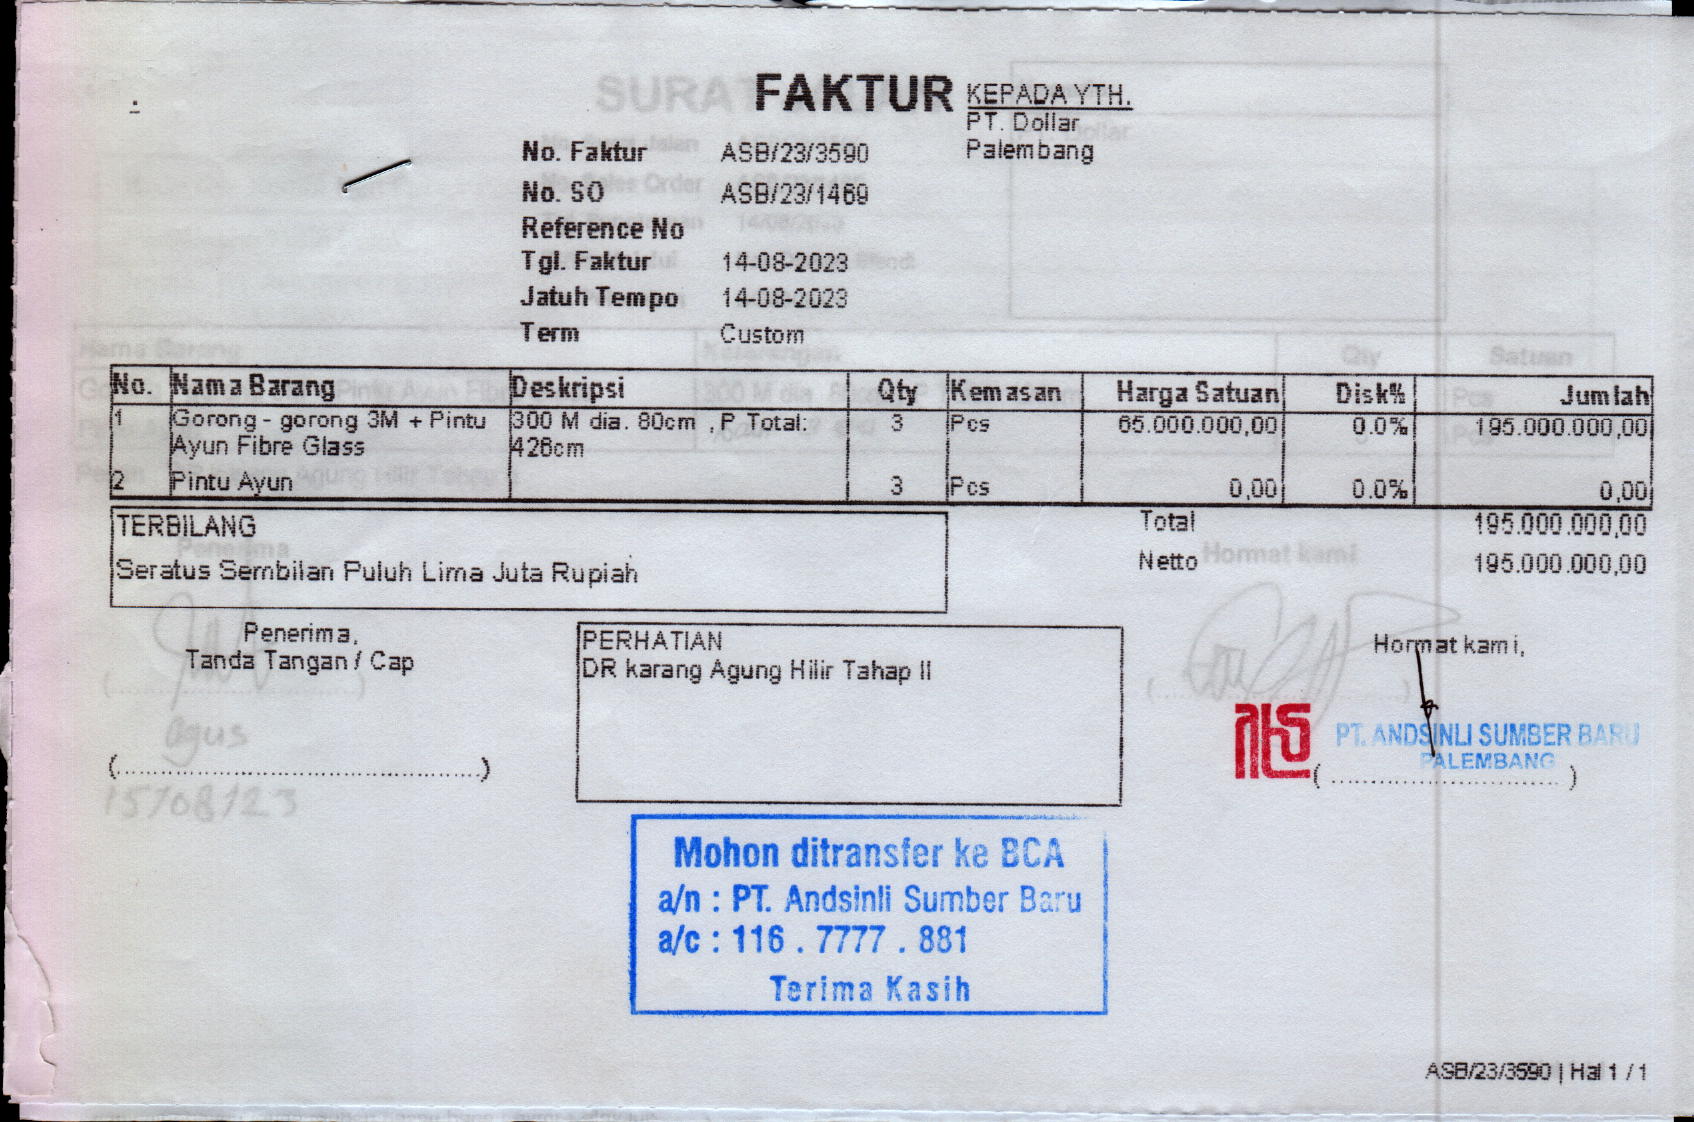 FAKTUR
KEPADA YTH.
PT. Dollar
Palembang
No. Faktur ASB/23/3590
No. SO ASB/23/1469
Reference No
Tgl. Faktur 14-08-2023
Jatuh Tempo 14-08-2023
Term Custom
No. Nama Barang Deskripsi Qty Kemasan Harga Satuan Disk% Jumlah
1 Gorong - gorong 3M + Pintu 300 M dia. 80cm , P Total: 3 Pcs 65.000.000,00 0.0% 195.000.000,00
Ayun Fibre Glass 426cm
2 Pintu Ayun 3 Pcs 0,00 0.0% 0,00
TERBILANG
Seratus Sembilan Puluh Lima Juta Rupiah
Total 195.000.000,00
Netto 195.000.000,00
Penerima,
Tanda Tangan / Cap
(..............................................)
agus
15/08/23
PERHATIAN
DR karang Agung Hilir Tahap II
Hormat kami,
PT. ANDSINLI SUMBER BARU
PALEMBANG
(..............................)
Mohon ditransfer ke BCA
a/n : PT. Andsinli Sumber Baru
a/c : 116 . 7777 . 881
Terima Kasih
ASB/23/3590 | Hal 1 / 1